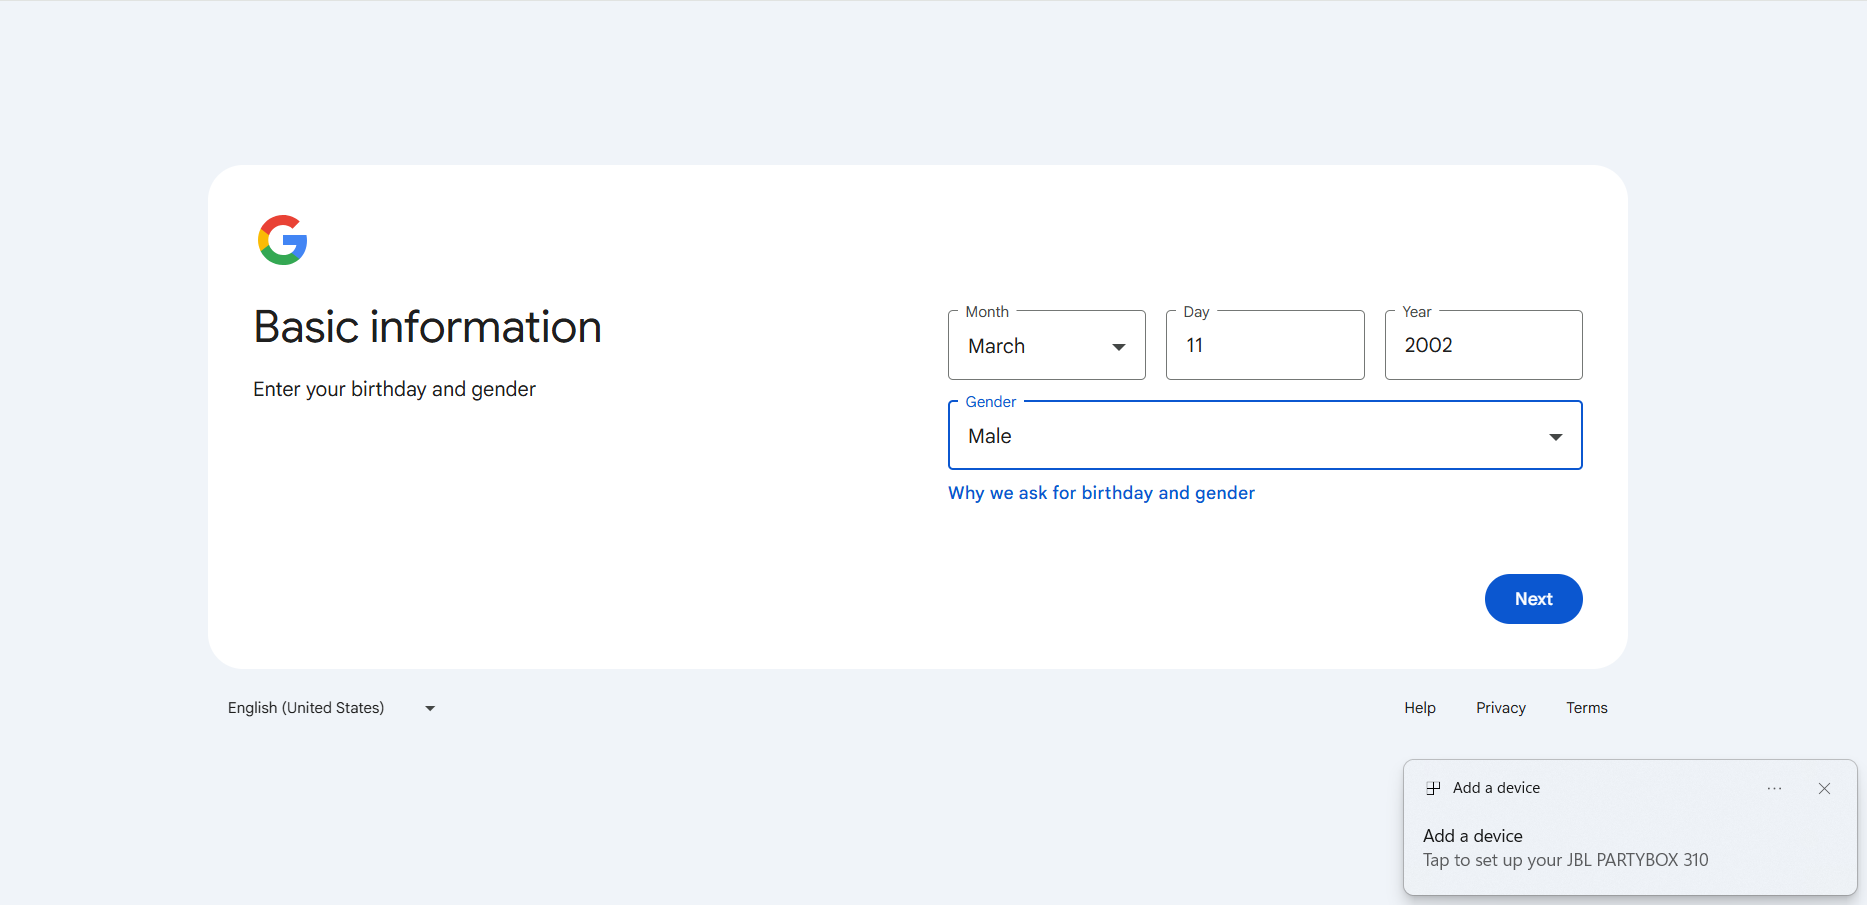 Basic information
Enter your birthday and gender
Month
March
Day
11
Year
2002
Gender
Male
Why we ask for birthday and gender
Next
English (United States)
Help
Privacy
Terms
Add a device
Add a device
Tap to set up your JBL PARTYBOX 310